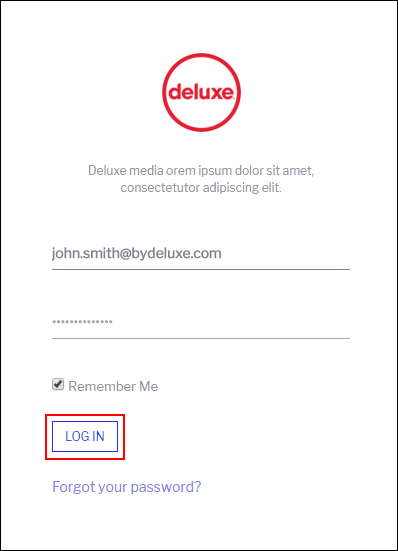 deluxe
Deluxe media orem ipsum dolor sit amet,
consectetutor adipiscing elit.
john.smith@bydeluxe.com
••••••••••••••
Remember Me
LOG IN
Forgot your password?